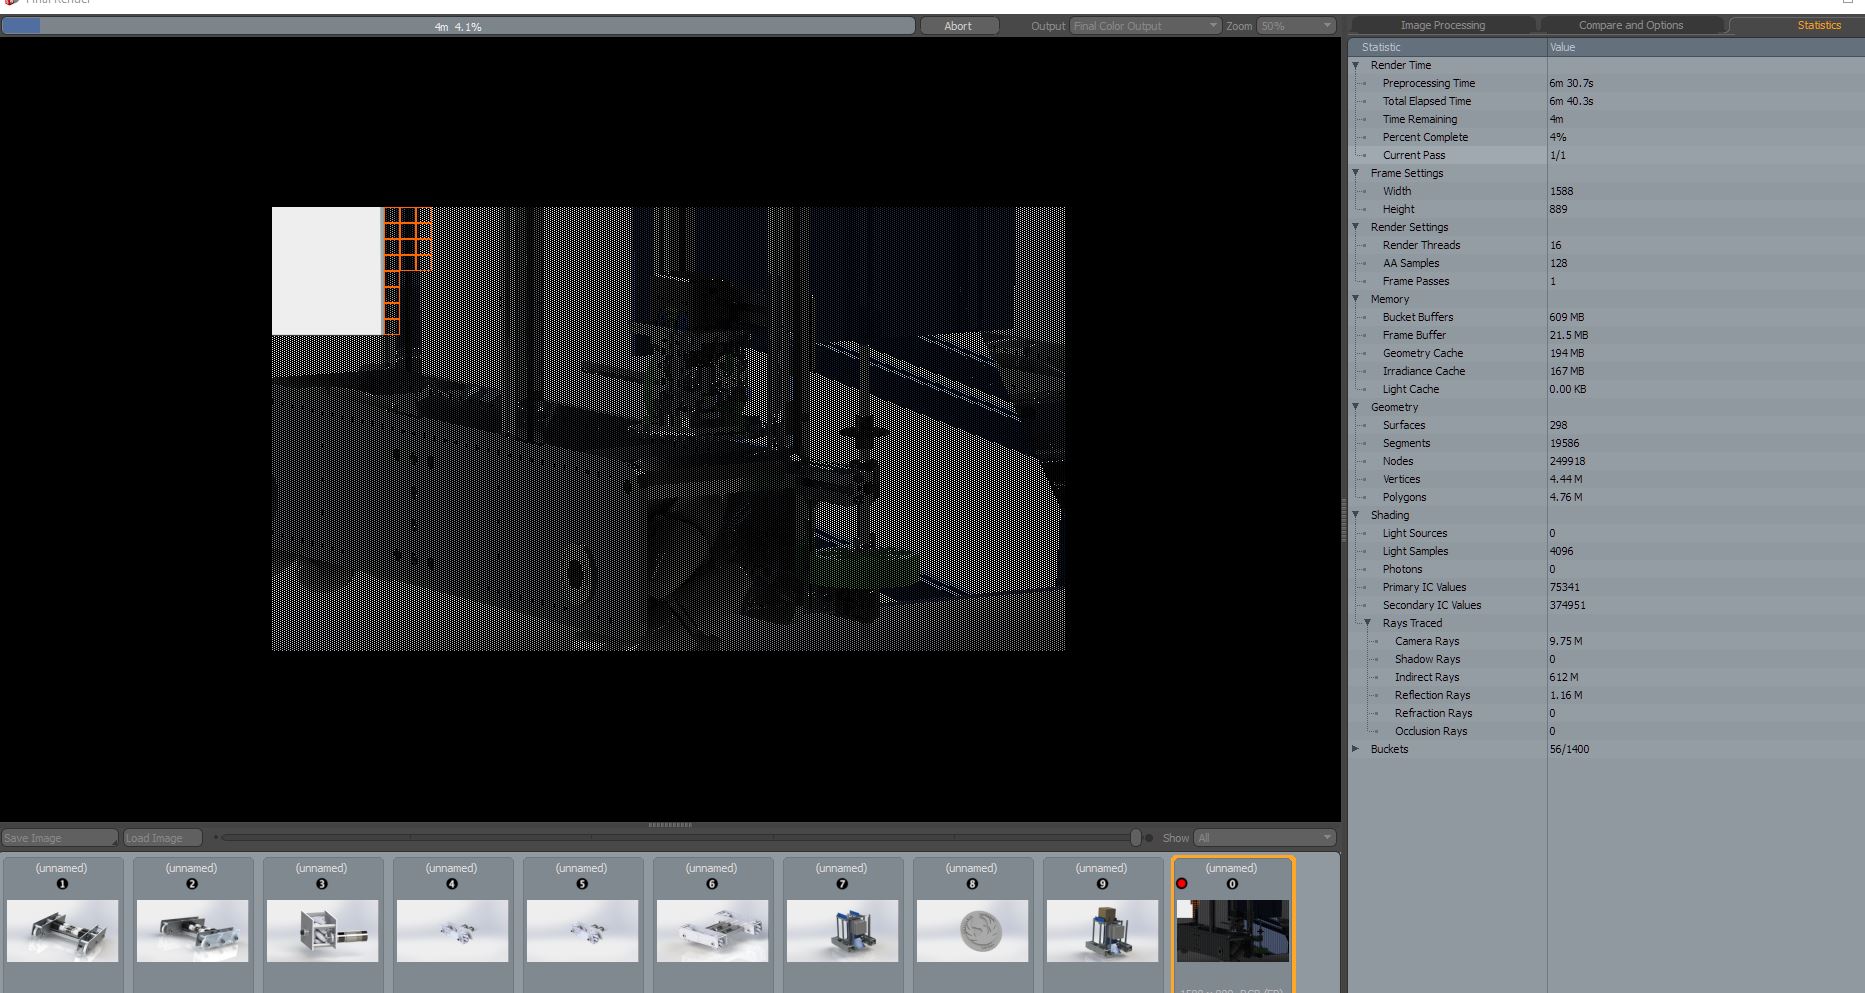 Final Render
4m 4.1%
Abort
Output Final Color Output
Zoom 50%
Image Processing
Compare and Options
Statistics
Statistic Value
Render Time
Preprocessing Time 6m 30.7s
Total Elapsed Time 6m 40.3s
Time Remaining 4m
Percent Complete 4%
Current Pass 1/1
Frame Settings
Width 1588
Height 889
Render Settings
Render Threads 16
AA Samples 128
Frame Passes 1
Memory
Bucket Buffers 609 MB
Frame Buffer 21.5 MB
Geometry Cache 194 MB
Irradiance Cache 167 MB
Light Cache 0.00 KB
Geometry
Surfaces 298
Segments 19586
Nodes 249918
Vertices 4.44 M
Polygons 4.76 M
Shading
Light Sources 0
Light Samples 4096
Photons 0
Primary IC Values 75341
Secondary IC Values 374951
Rays Traced
Camera Rays 9.75 M
Shadow Rays 0
Indirect Rays 612 M
Reflection Rays 1.16 M
Refraction Rays 0
Occlusion Rays 0
Buckets 56/1400
Save Image
Load Image
Show All
(unnamed) (unnamed) (unnamed) (unnamed) (unnamed) (unnamed) (unnamed) (unnamed) (unnamed) (unnamed)
1 2 3 4 5 6 7 8 9 0